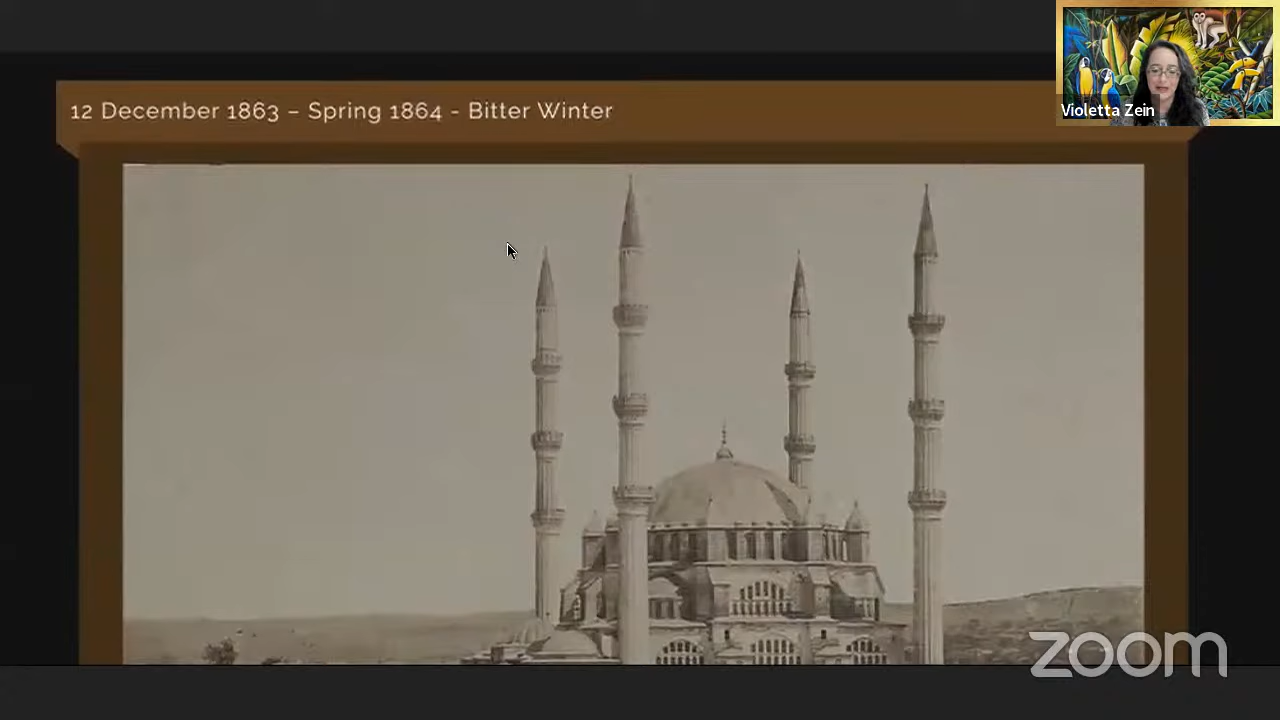 12 December 1863 – Spring 1864 - Bitter Winter
Violetta Zein
zoom